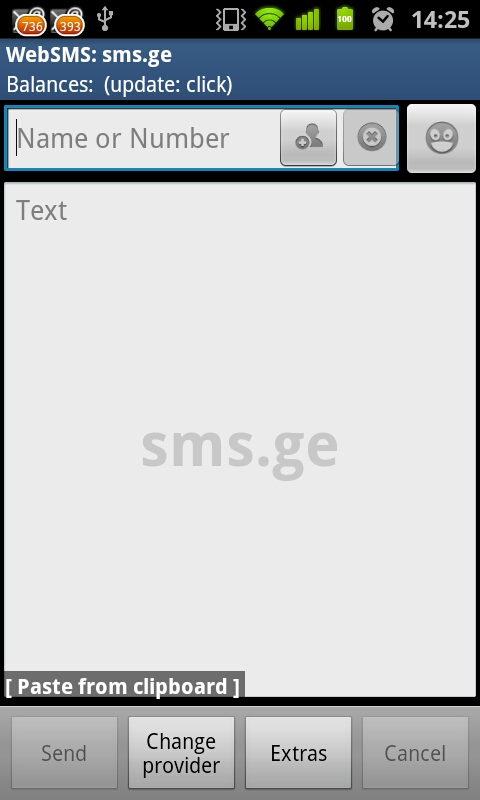 736 393 100 14:25
WebSMS: sms.ge
Balances:  (update: click)
Name or Number
Text
sms.ge
[ Paste from clipboard ]
Send
Change
provider
Extras
Cancel